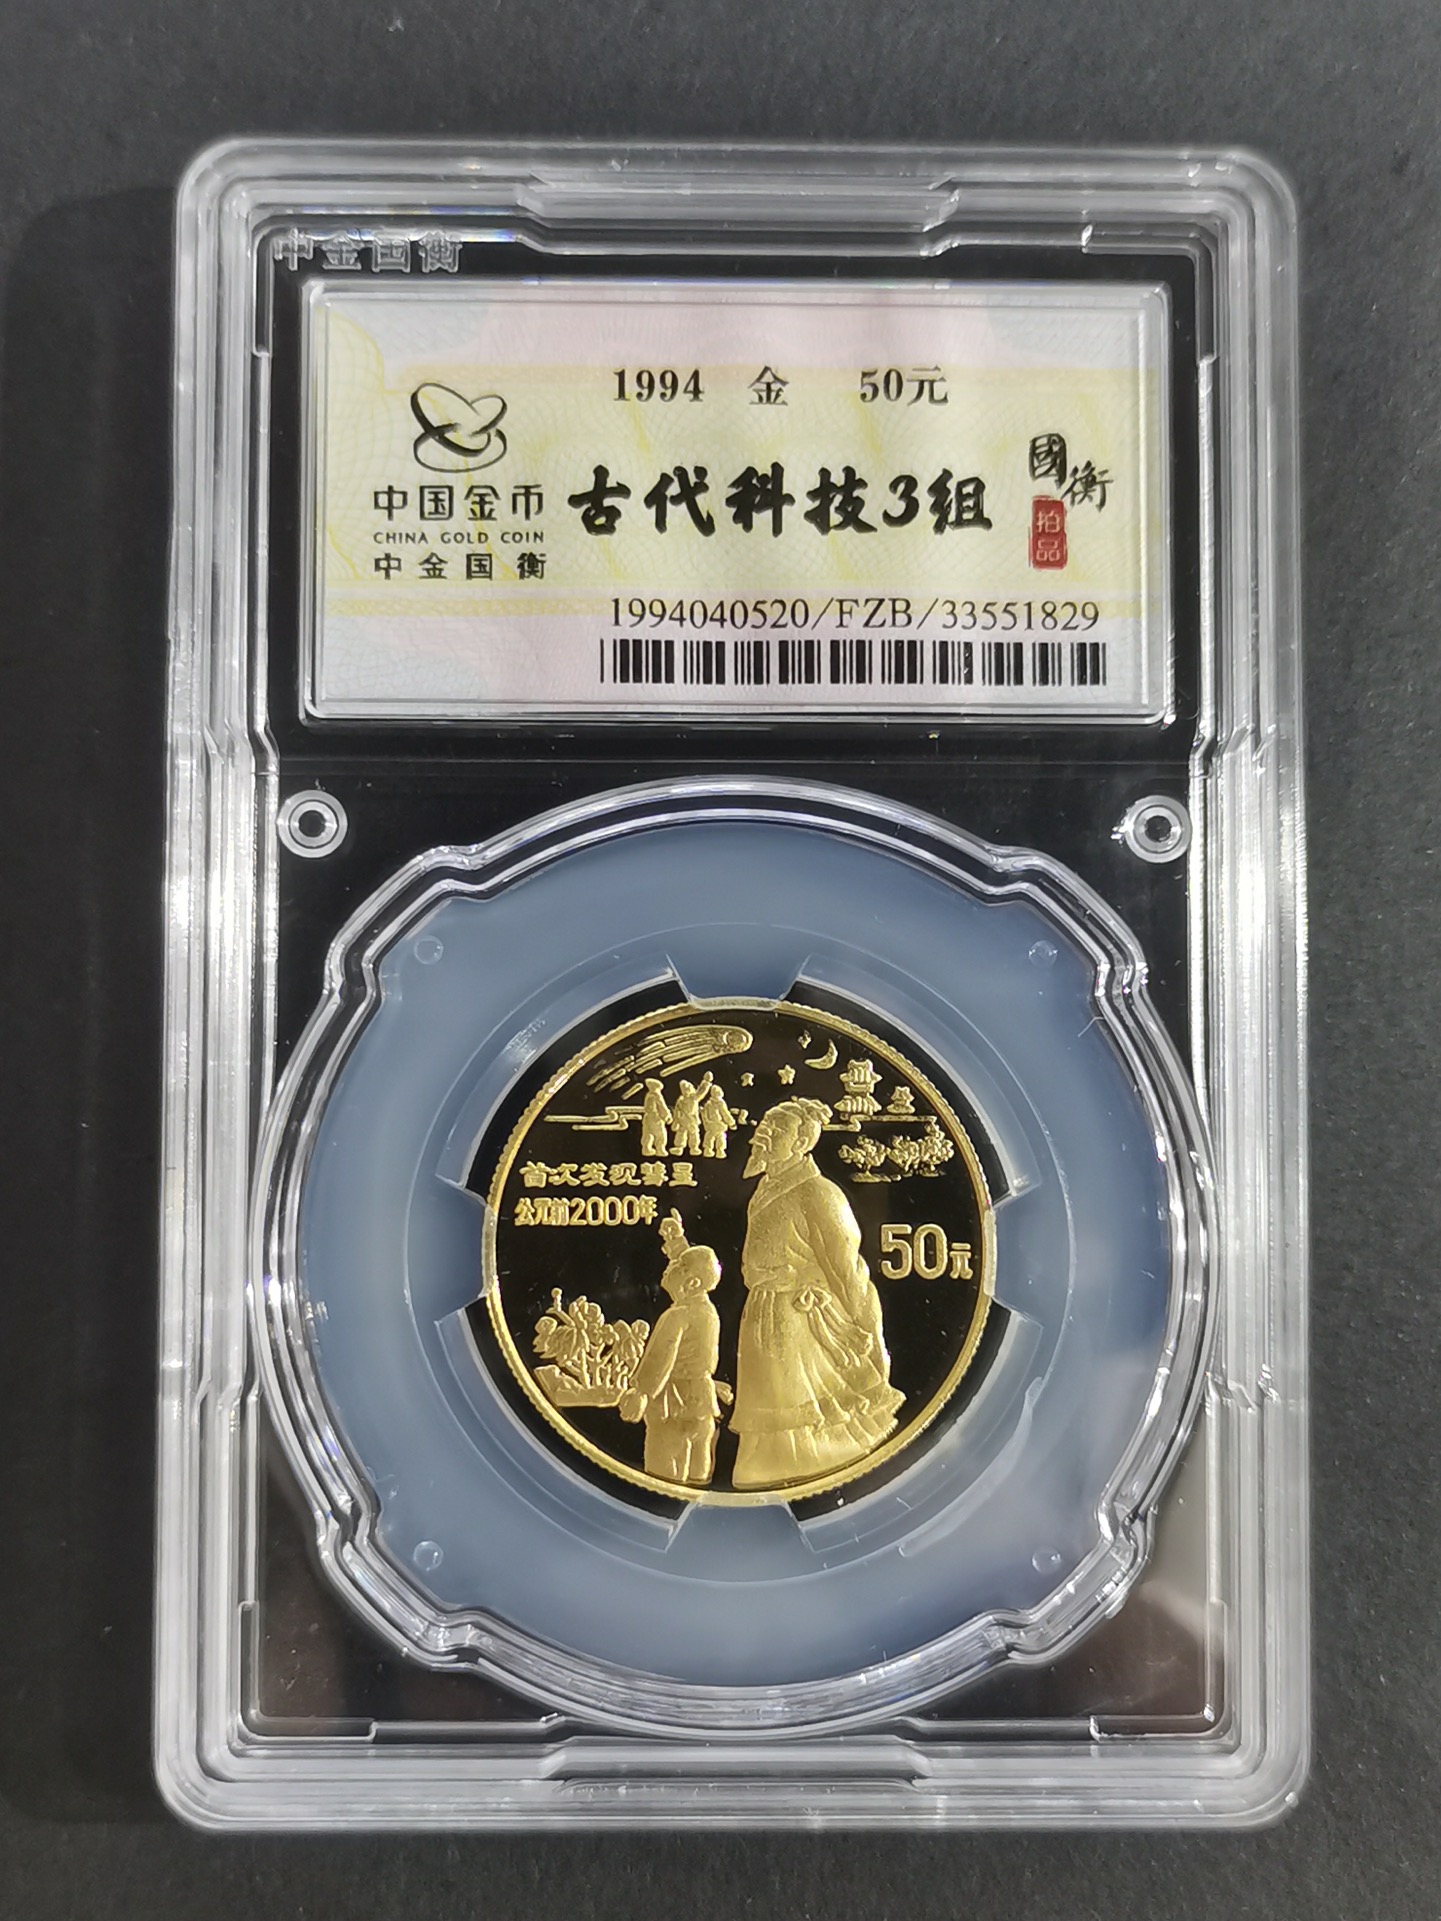 中金国衡
1994 金 50元
中国金币
CHINA GOLD COIN
中金国衡
古代科技3组
國衡
拍品
1994040520/FZB/33551829
首次发现彗星
公元前2000年
50元